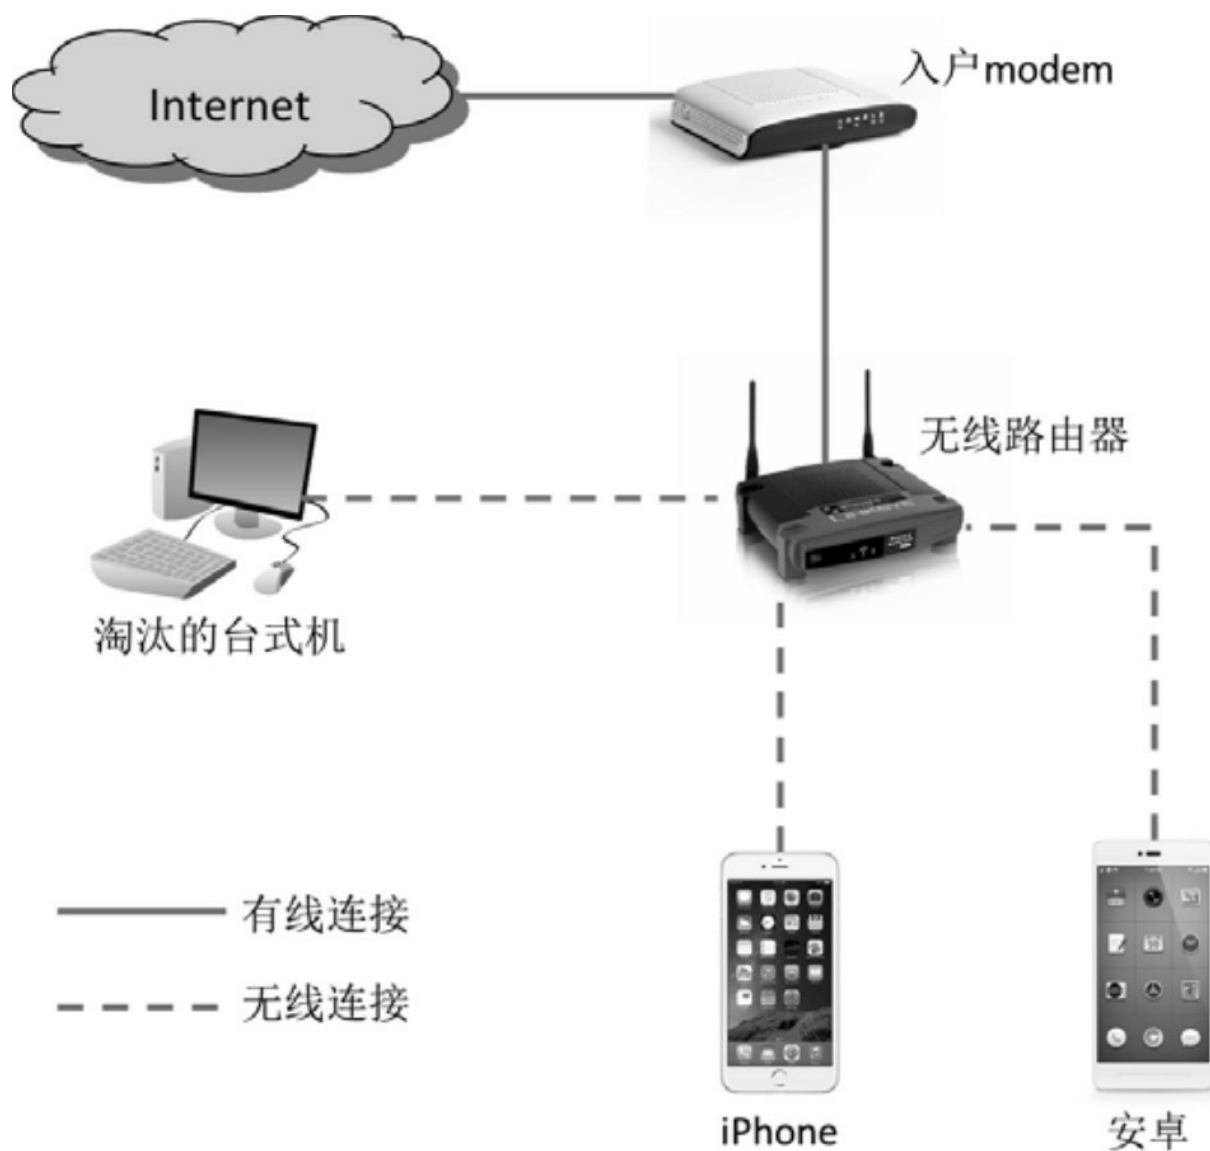 Internet
入户modem
无线路由器
淘汰的台式机
有线连接
无线连接
iPhone
安卓